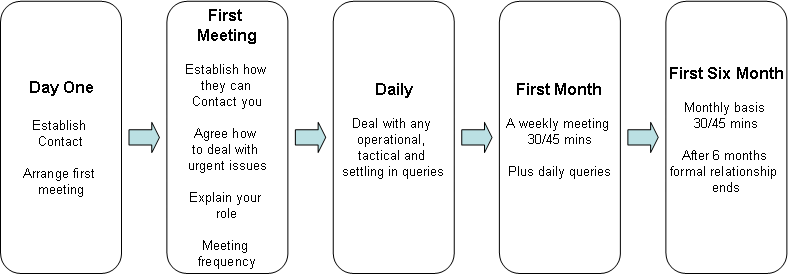 Day One
Establish
Contact
Arrange first
meeting
First
Meeting
Establish how
they can
Contact you
Agree how
to deal with
urgent issues
Explain your
role
Meeting
frequency
Daily
Deal with any
operational,
tactical and
settling in queries
First Month
A weekly meeting
30/45 mins
Plus daily queries
First Six Month
Monthly basis
30/45 mins
After 6 months
formal relationship
ends